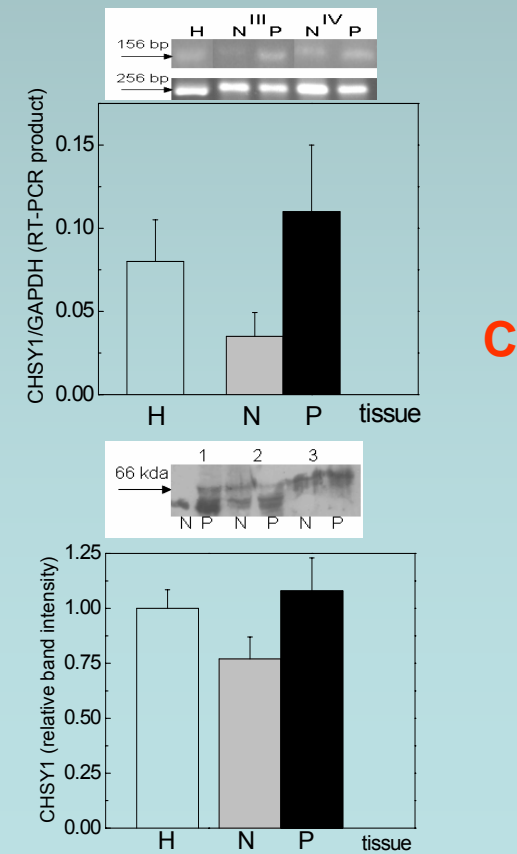 III IV
H N P N P
156 bp
256 bp
CHSY1/GAPDH (RT-PCR product)
0.15
0.10
0.05
0.00
H N P tissue
C
1 2 3
66 kda
N P N P N P
CHSY1 (relative band intensity)
1.25
1.00
0.75
0.50
0.25
0.00
H N P tissue